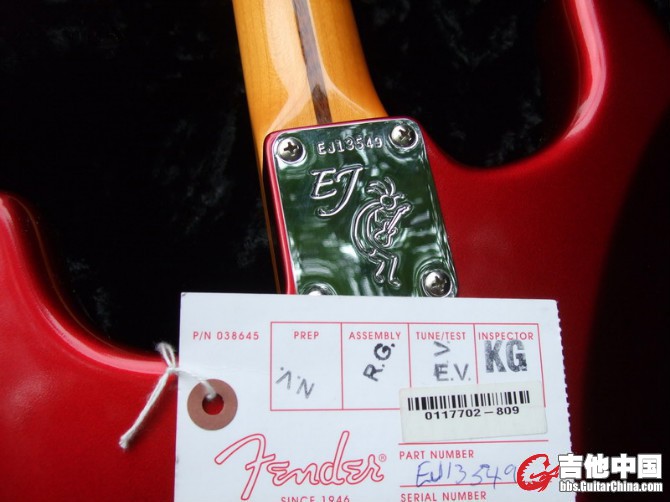 EJ13549
EJ
P/N 038645
PREP
ASSEMBLY
TUNE/TEST
INSPECTOR
N.V.
R.G.
E.V.
E.V.
KG
0117702-809
Fender
SINCE 1946
PART NUMBER
EJ13549
SERIAL NUMBER
吉他中国
bbs.GuitarChina.com